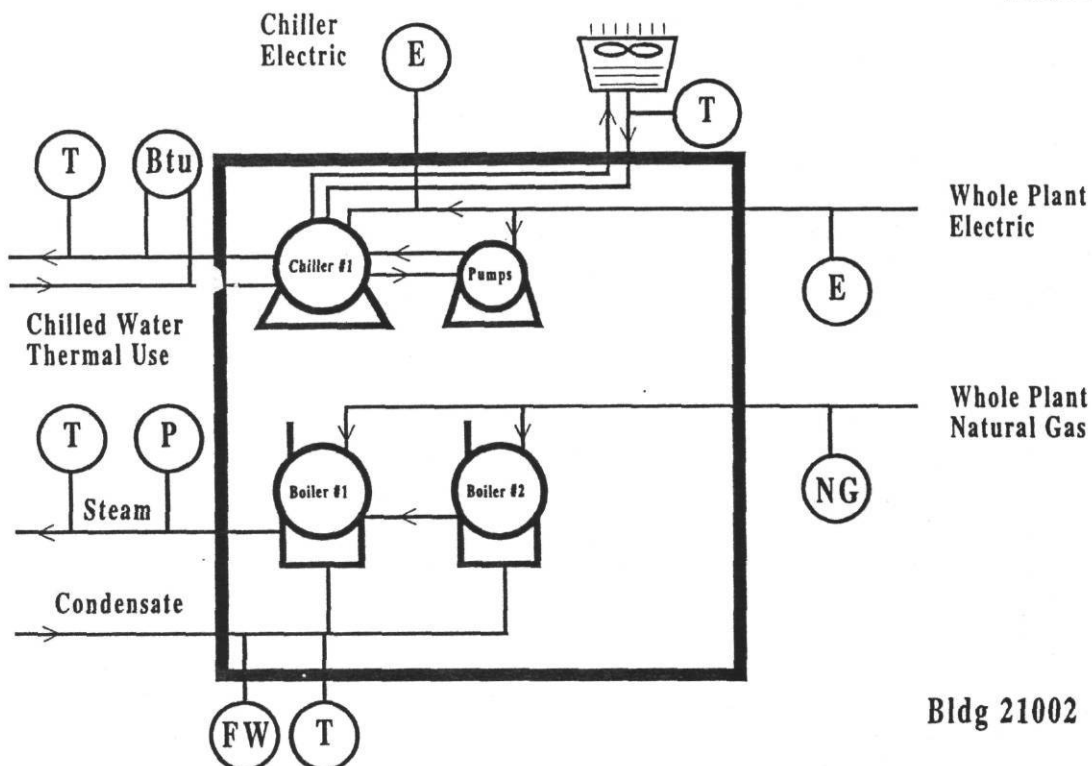 Chiller
Electric
E
T
T
Btu
Whole Plant
Electric
Chiller #1
Pumps
E
Chilled Water
Thermal Use
Whole Plant
Natural Gas
T
P
NG
Boiler #1
Boiler #2
Steam
Condensate
FW
T
Bldg 21002